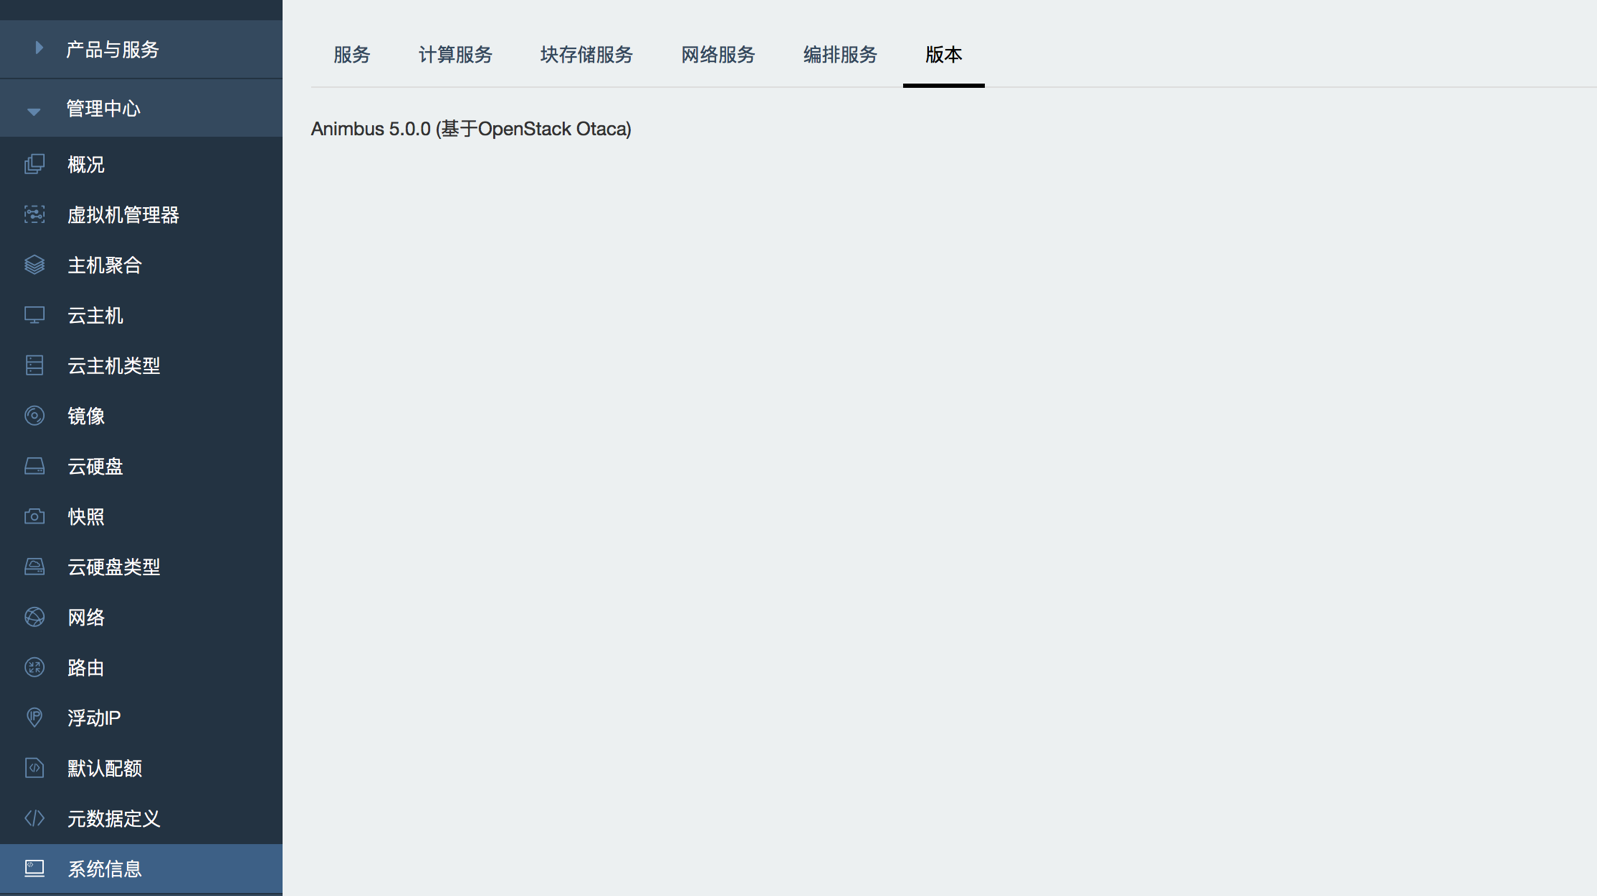 产品与服务
管理中心
概况
虚拟机管理器
主机聚合
云主机
云主机类型
镜像
云硬盘
快照
云硬盘类型
网络
路由
浮动IP
默认配额
元数据定义
系统信息
服务 计算服务 块存储服务 网络服务 编排服务 版本
Animbus 5.0.0 (基于OpenStack Otaca)